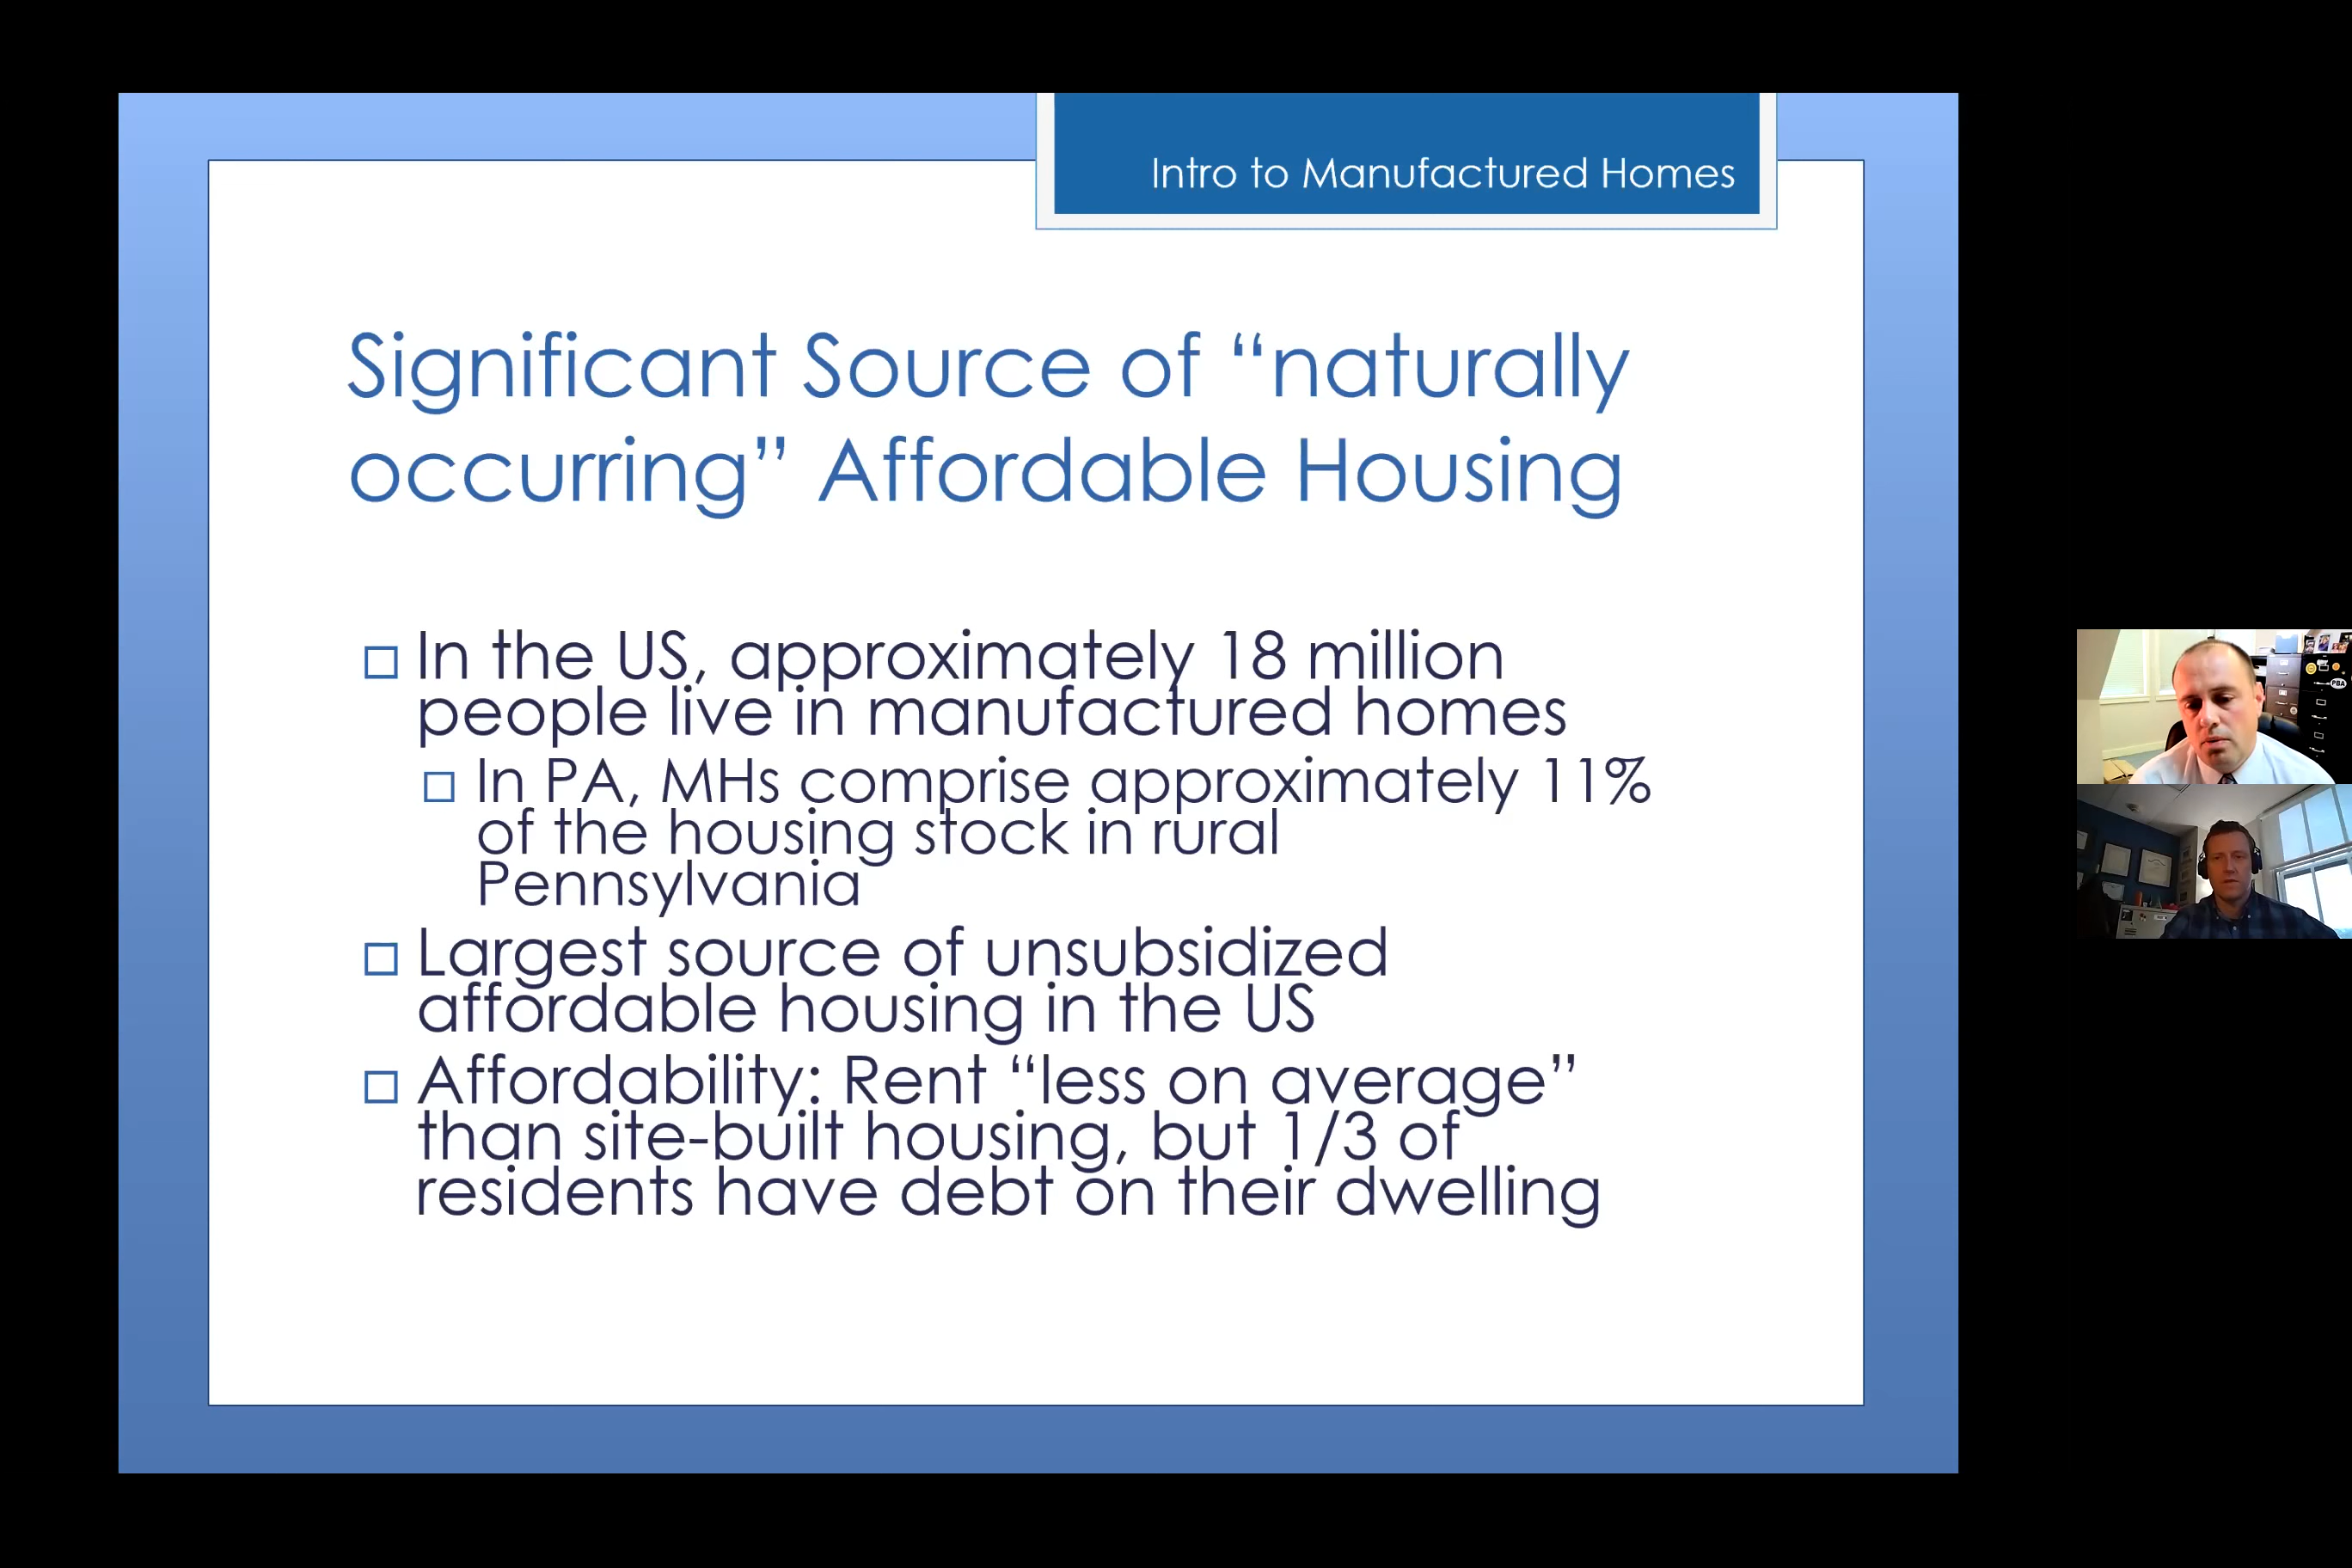 Intro to Manufactured Homes
Significant Source of “naturally
occurring” Affordable Housing
In the US, approximately 18 million
people live in manufactured homes
In PA, MHs comprise approximately 11%
of the housing stock in rural
Pennsylvania
Largest source of unsubsidized
affordable housing in the US
Affordability: Rent “less on average”
than site-built housing, but 1/3 of
residents have debt on their dwelling
PBA